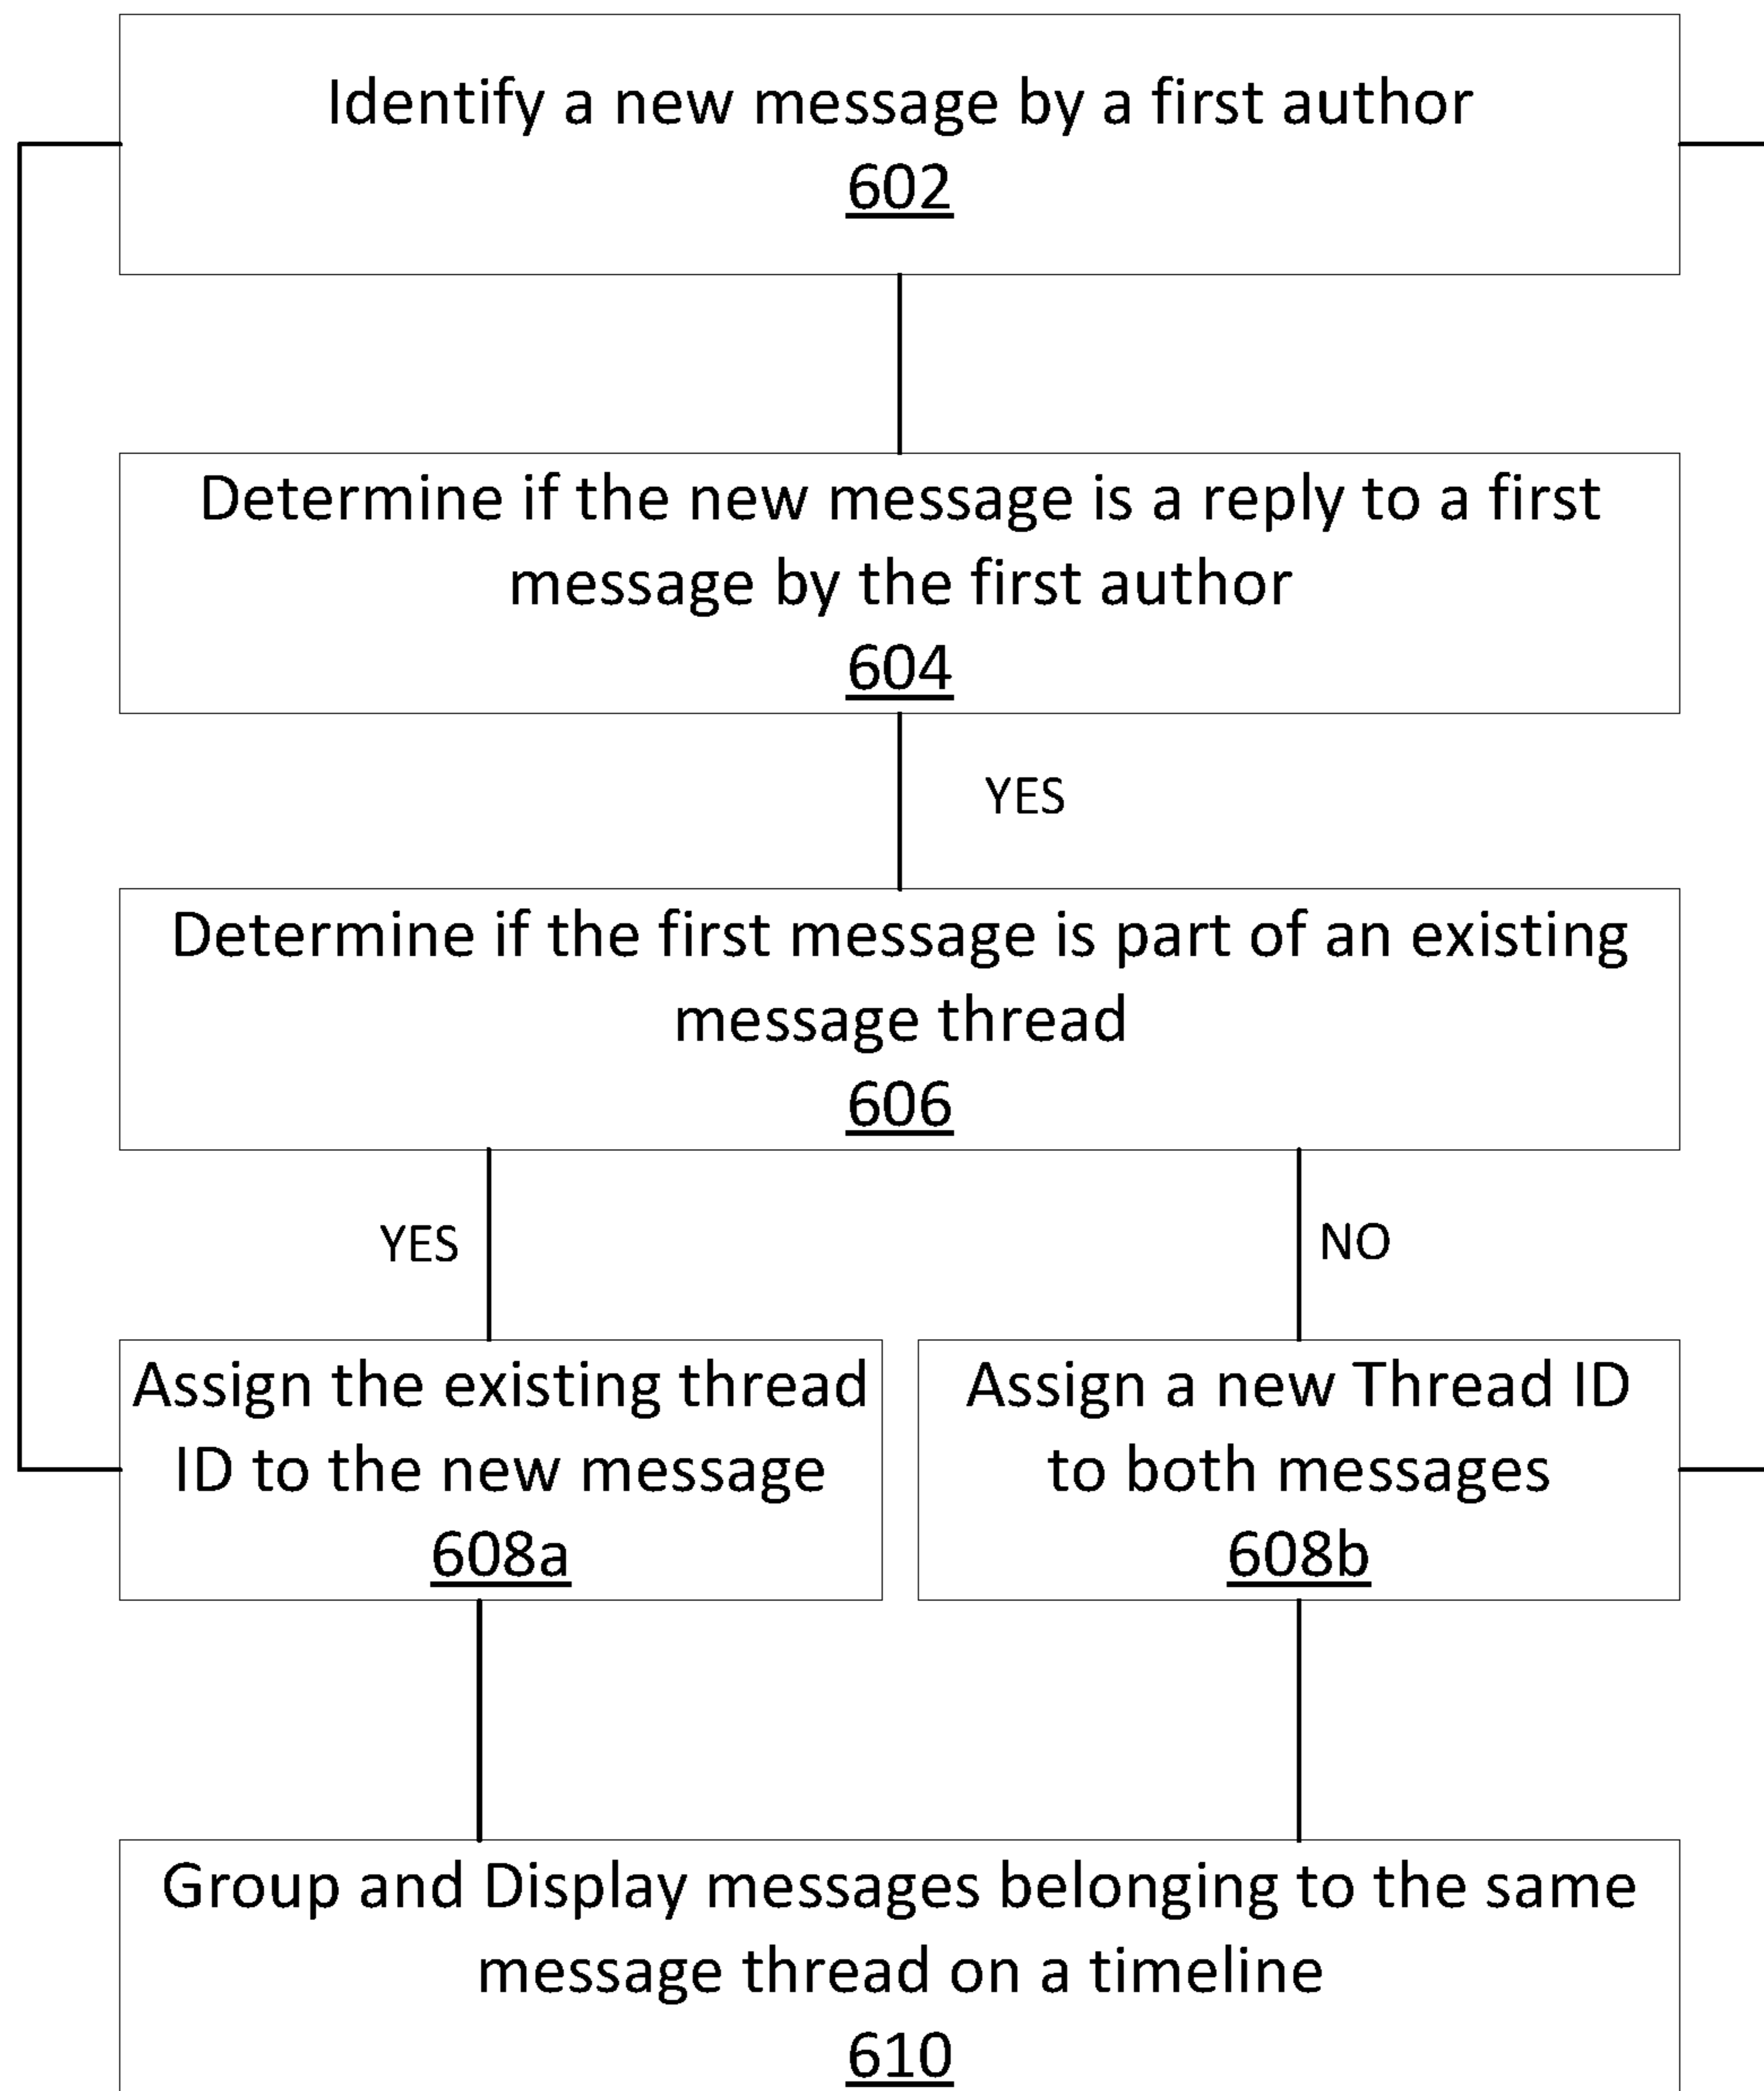 Identify a new message by a first author
602
Determine if the new message is a reply to a first
message by the first author
604
YES
Determine if the first message is part of an existing
message thread
606
YES
NO
Assign the existing thread
ID to the new message
608a
Assign a new Thread ID
to both messages
608b
Group and Display messages belonging to the same
message thread on a timeline
610